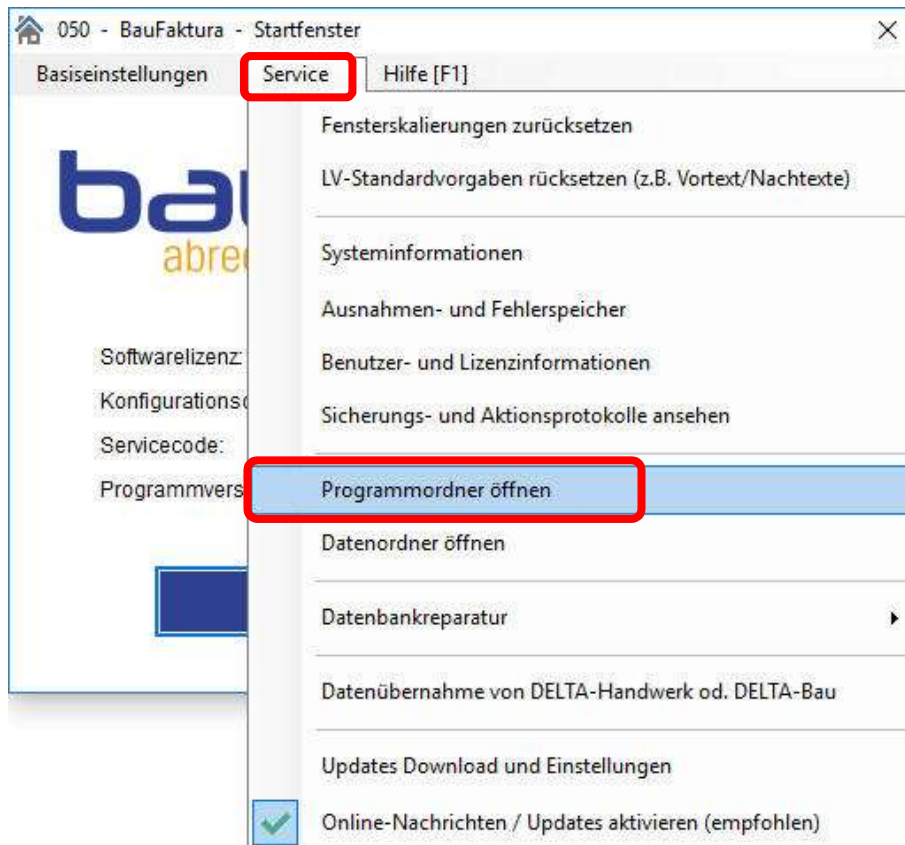 050 - BauFaktura - Startfenster
Basiseinstellungen Service Hilfe [F1]
Fensterskalierungen zurücksetzen
LV-Standardvorgaben rücksetzen (z.B. Vortext/Nachtexte)
Systeminformationen
Ausnahmen- und Fehlerspeicher
Softwarelizenz:
Benutzer- und Lizenzinformationen
Sicherungs- und Aktionsprotokolle ansehen
Servicecode:
Programmvers
Programmordner öffnen
Datenordner öffnen
Datenbankreparatur
Datenübernahme von DELTA-Handwerk od. DELTA-Bau
Updates Download und Einstellungen
Online-Nachrichten / Updates aktivieren (empfohlen)